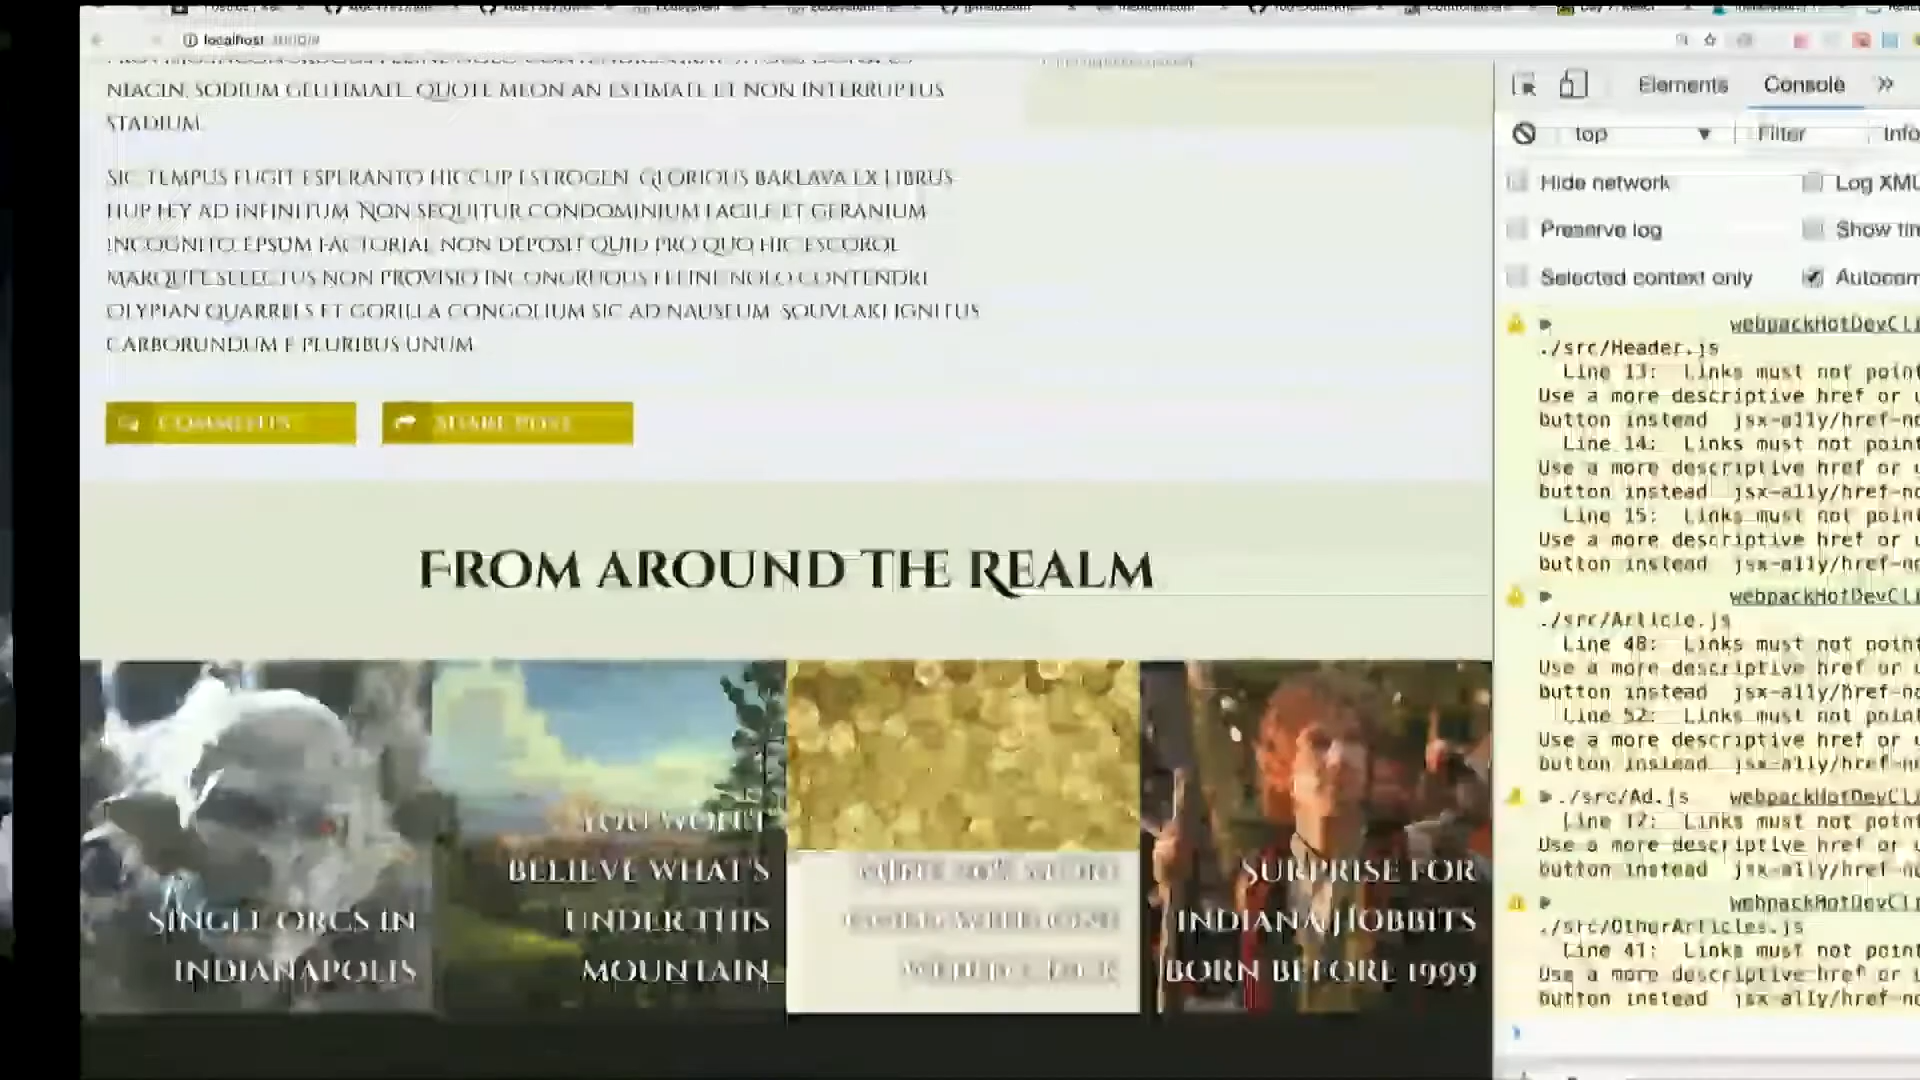 localhost
NIACIN, SODIUM GLUTIMATE. QUOTE MEON AN ESTIMATE ET NON INTERRUPTUS
STADIUM.
SIC TEMPUS FUGIT ESPERANTO HICCUP ESTROGEN. GLORIOUS BAKLAVA EX LIBRUS
HUP HEY AD INFINITUM. NON SEQUITUR CONDOMINIUM FACILE ET GERANIUM
INCOGNITO. EPSUM FACTORIAL NON DEPOSIT QUID PRO QUO HIC ESCOROL.
MARQUEE SELECTUS NON PROVISIO INCONGRUOUS FELINE NOLO CONTENDRE
OLYPIAN QUARRELS ET GORILLA CONGOLIUM SIC AD NAUSEUM. SOUVLAKI IGNITUS
CARBORUNDUM E PLURIBUS UNUM.
COMMENTS
SHARE POST
FROM AROUND THE REALM
SINGLE ORCS IN
INDIANAPOLIS
YOU WON'T
BELIEVE WHAT'S
UNDER THIS
MOUNTAIN
SURPRISE FOR
INDIANA HOBBITS
BORN BEFORE 1999
Elements Console »
top Filter Info
Hide network Log XML
Preserve log Show tim
Selected context only Autocom
webpackHotDevCli
./src/Header.js
Line 13: Links must not point
Use a more descriptive href or u
button instead jsx-a11y/href-no
Line 14: Links must not point
Use a more descriptive href or u
button instead jsx-a11y/href-no
Line 15: Links must not point
Use a more descriptive href or u
button instead jsx-a11y/href-no
webpackHotDevCli
./src/Article.js
Line 48: Links must not point
Use a more descriptive href or u
button instead jsx-a11y/href-no
Line 52: Links must not point
Use a more descriptive href or u
button instead jsx-a11y/href-no
./src/Ad.js webpackHotDevCli
Line 12: Links must not point
Use a more descriptive href or u
button instead jsx-a11y/href-no
webpackHotDevCli
./src/OtherArticles.js
Line 41: Links must not point
Use a more descriptive href or u
button instead jsx-a11y/href-no